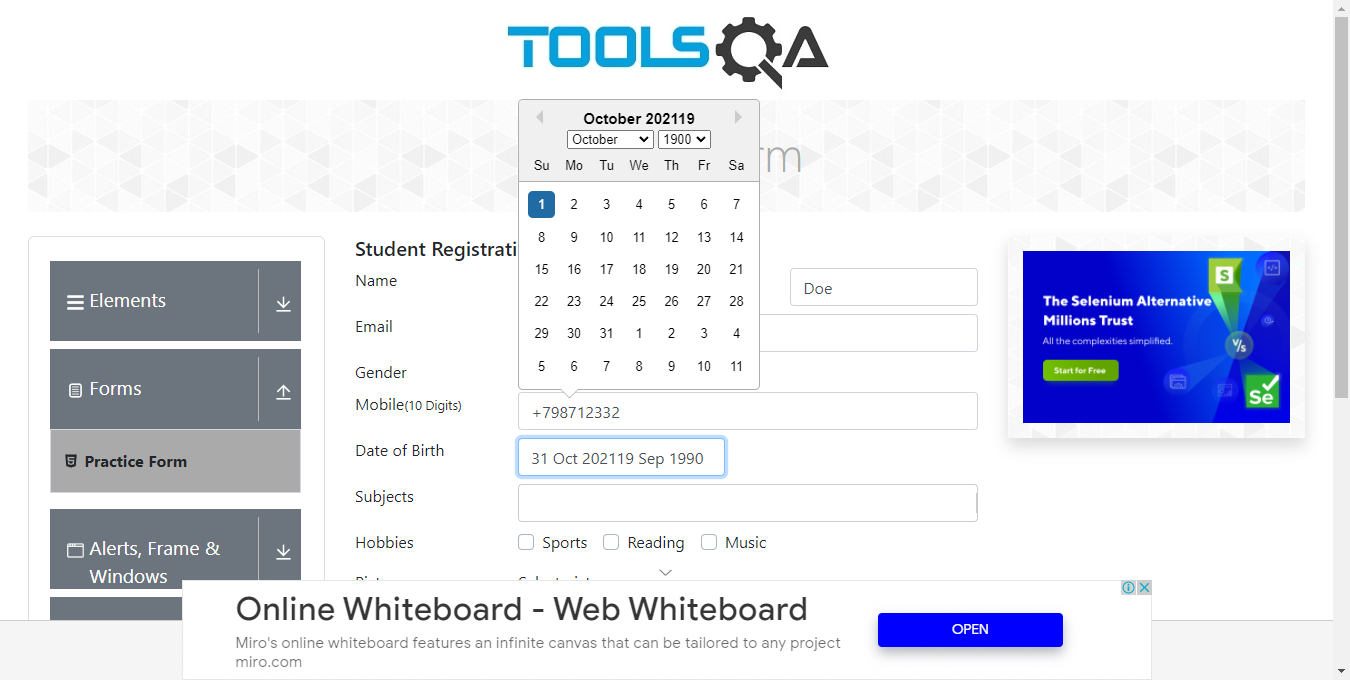 TOOLSQA
October 202119
October 1900
Su Mo Tu We Th Fr Sa
1 2 3 4 5 6 7
8 9 10 11 12 13 14
15 16 17 18 19 20 21
22 23 24 25 26 27 28
29 30 31 1 2 3 4
5 6 7 8 9 10 11
rm
Elements
Forms
Practice Form
Alerts, Frame &
Windows
Student Registrati
Name
Doe
Email
Gender
Mobile(10 Digits)
+798712332
Date of Birth
31 Oct 202119 Sep 1990
Subjects
Hobbies
Sports Reading Music
The Selenium Alternative
Millions Trust
All the complexities simplified.
Start for Free
S
V/s
Se
Online Whiteboard - Web Whiteboard
Miro's online whiteboard features an infinite canvas that can be tailored to any project
miro.com
OPEN